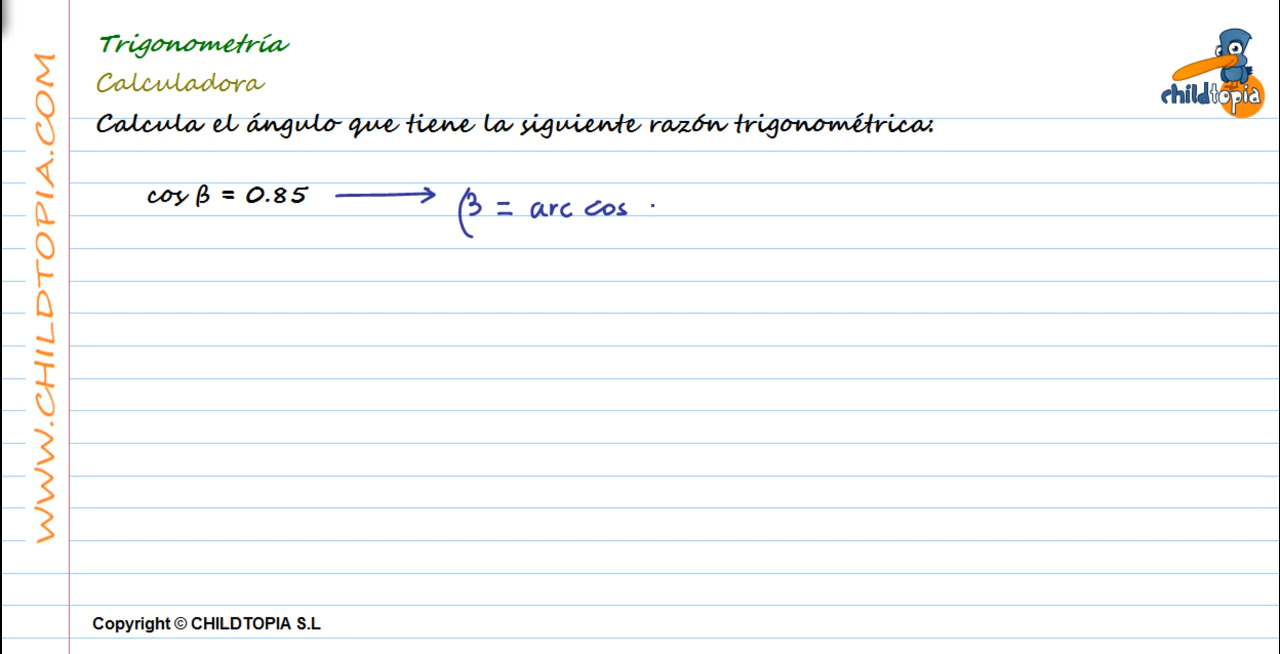 Trigonometría
Calculadora
childtopia
Calcula el ángulo que tiene la siguiente razón trigonométrica:
cos β = 0.85 ⟶ β = arc cos
WWW.CHILDTOPIA.COM
Copyright © CHILDTOPIA S.L